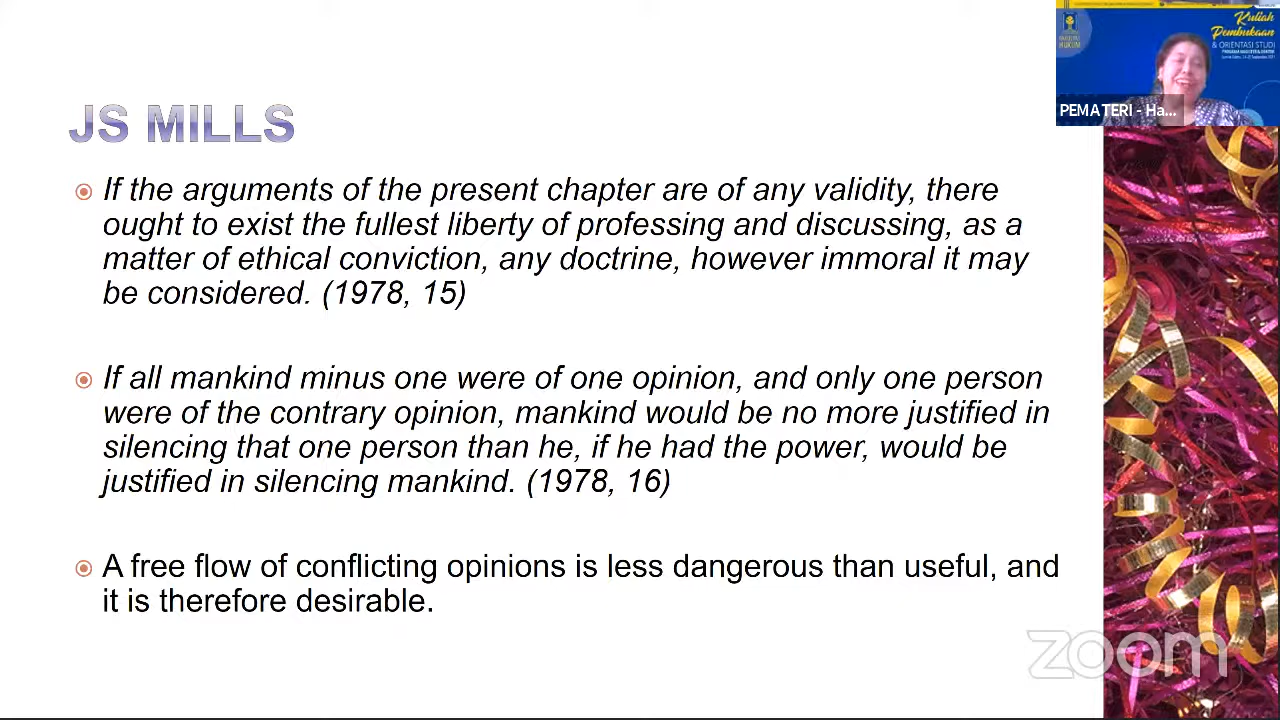 Kuliah
Pembukaan
& ORIENTASI STUDI
HUKUM
PEMATERI - Ha...
JS MILLS
If the arguments of the present chapter are of any validity, there
ought to exist the fullest liberty of professing and discussing, as a
matter of ethical conviction, any doctrine, however immoral it may
be considered. (1978, 15)
If all mankind minus one were of one opinion, and only one person
were of the contrary opinion, mankind would be no more justified in
silencing that one person than he, if he had the power, would be
justified in silencing mankind. (1978, 16)
A free flow of conflicting opinions is less dangerous than useful, and
it is therefore desirable.
zoom